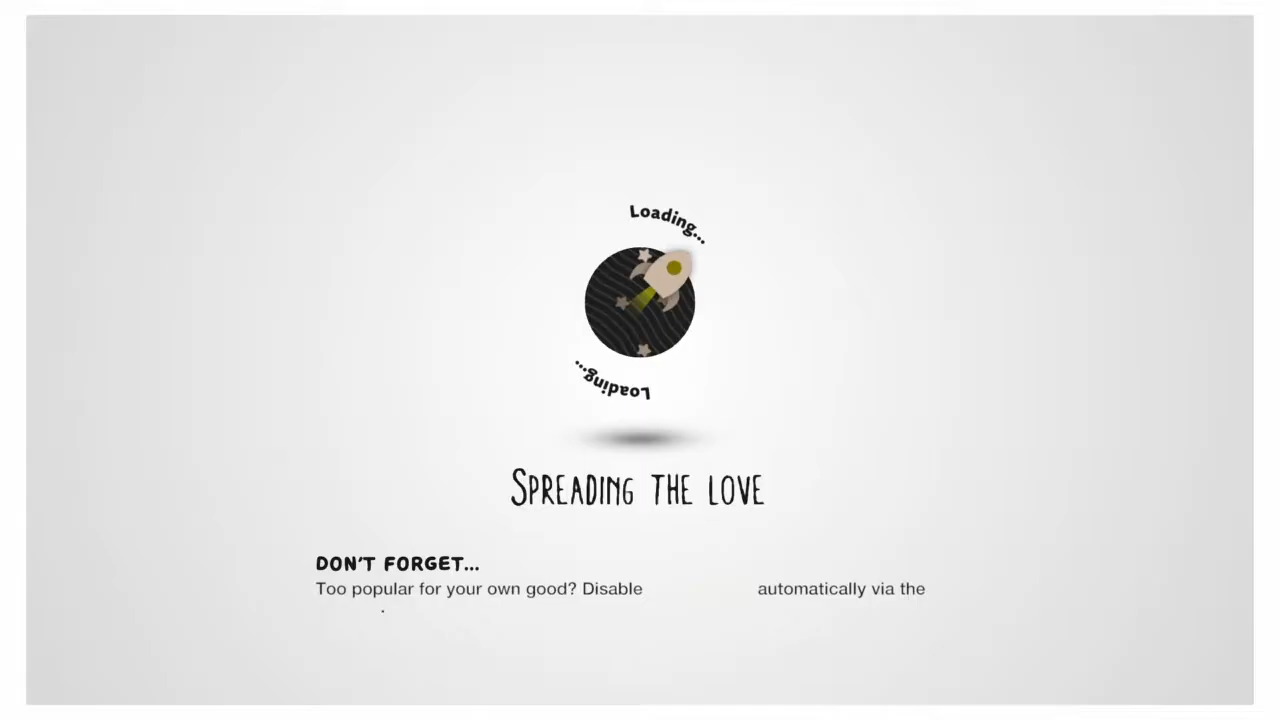 Loading...
Loading...
Spreading the love
DON'T FORGET...
Too popular for your own good? Disable automatically via the
.